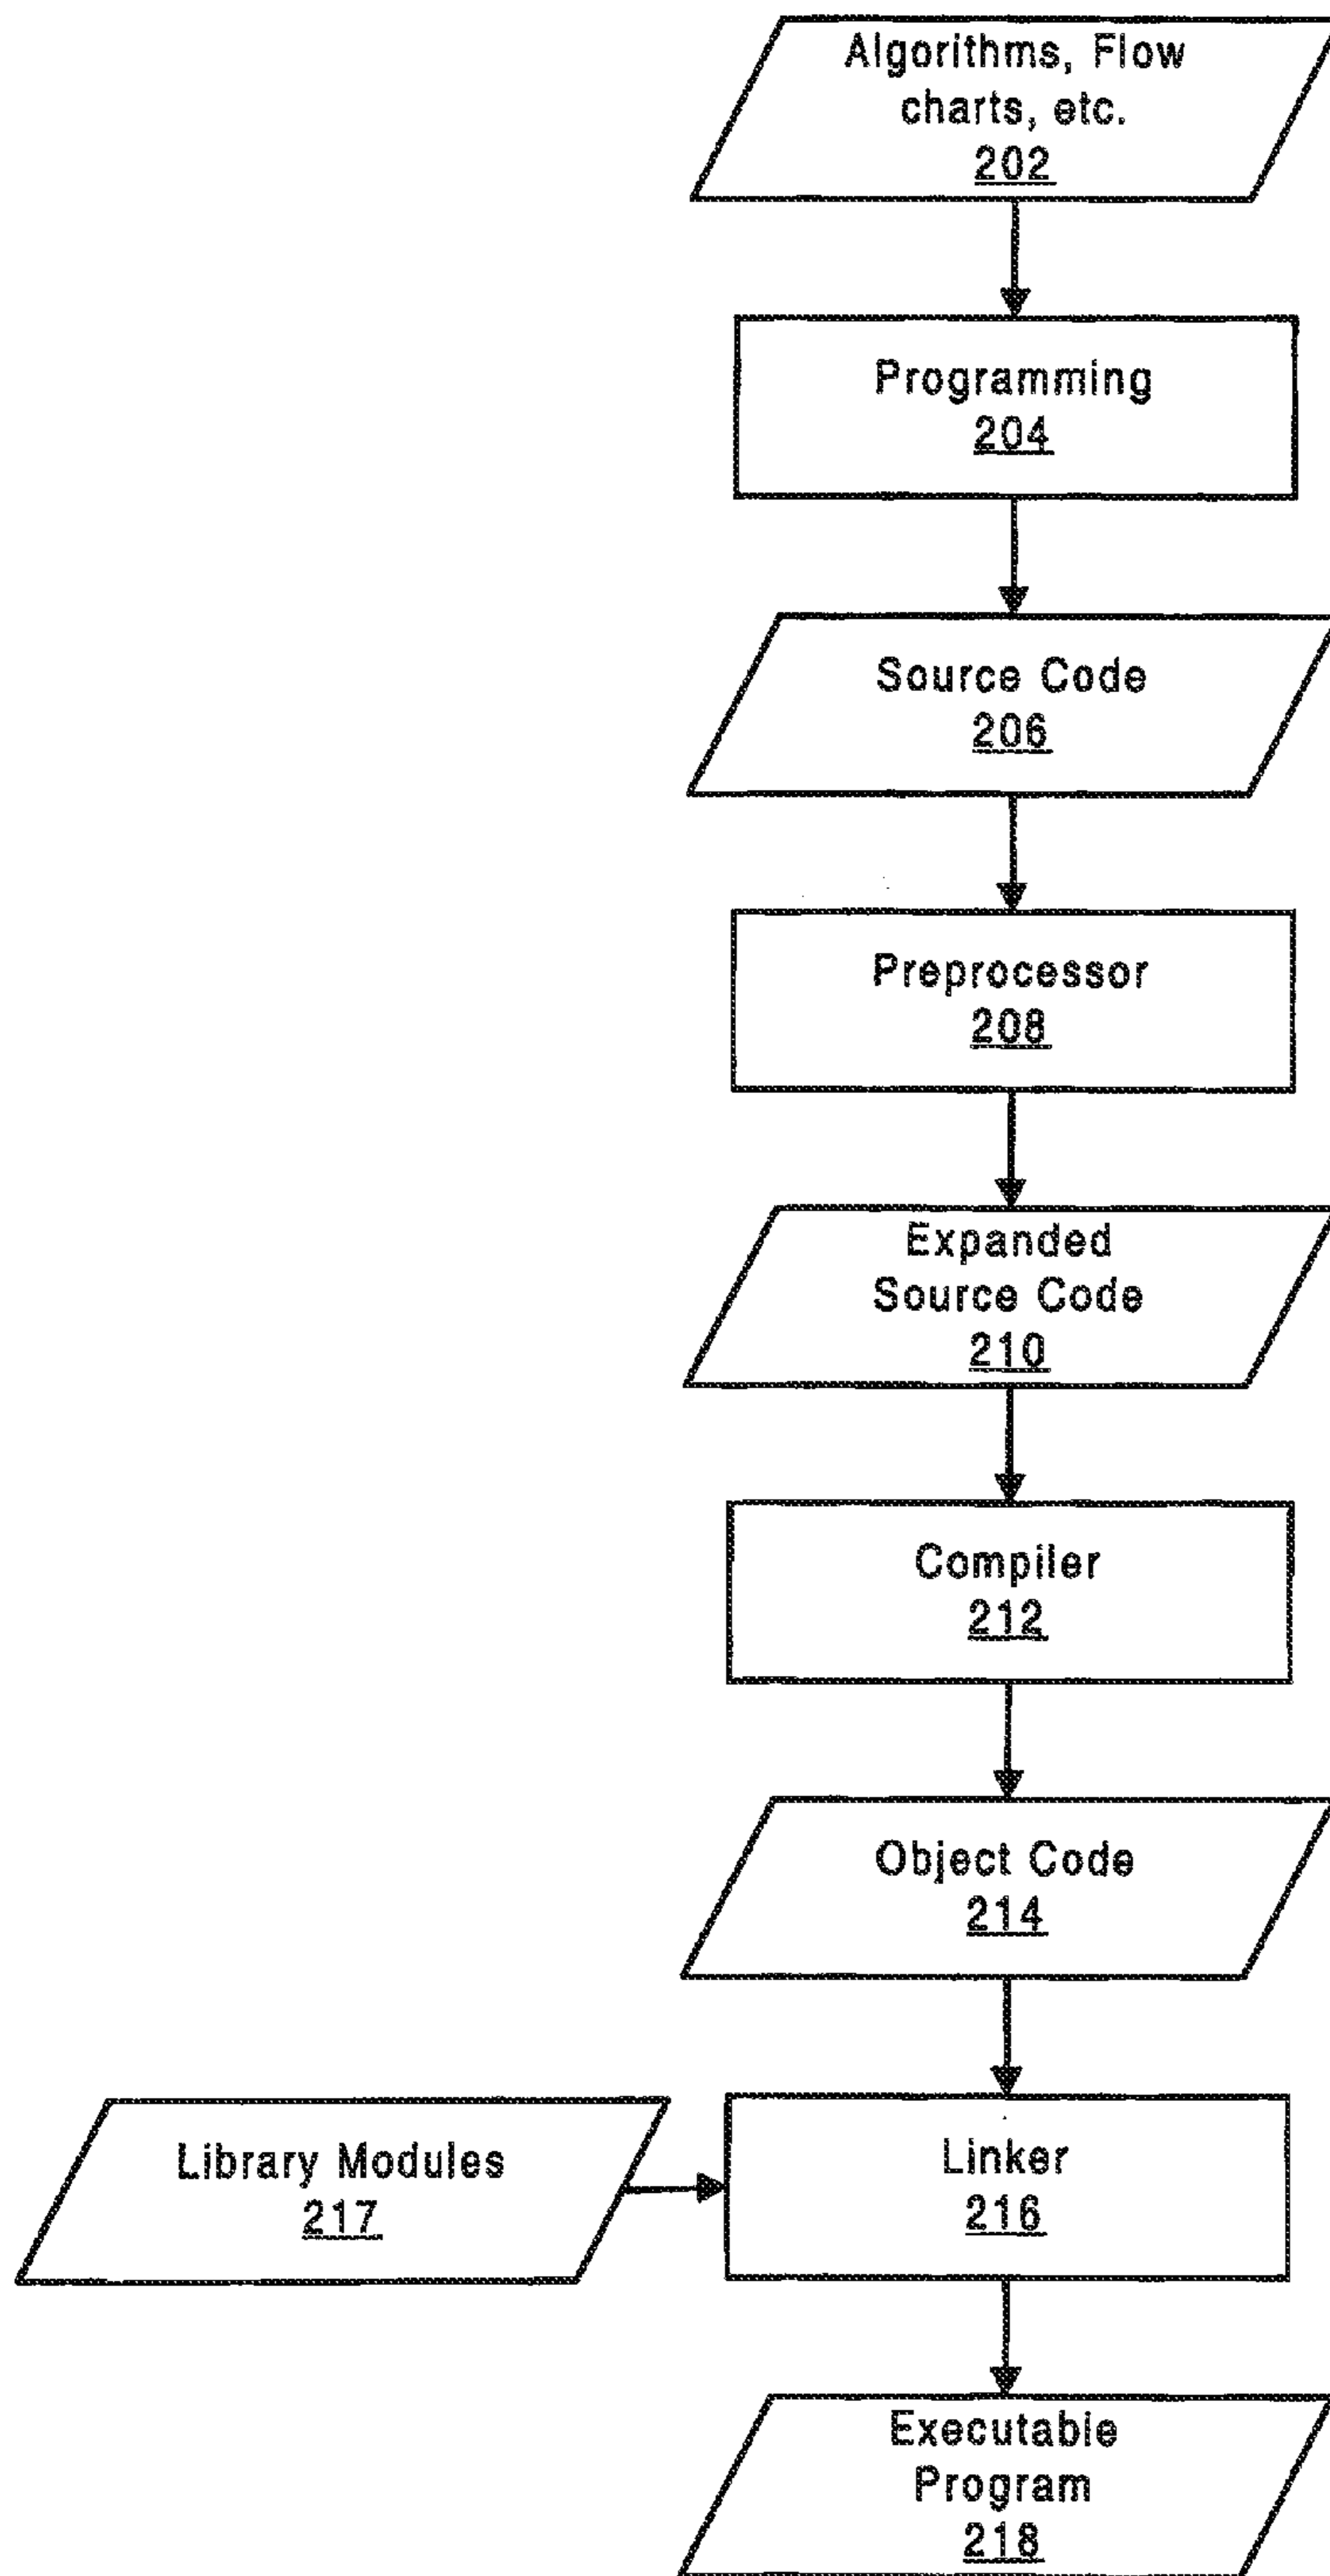 Algorithms, Flow
charts, etc.
202
Programming
204
Source Code
206
Preprocessor
208
Expanded
Source Code
210
Compiler
212
Object Code
214
Library Modules
217
Linker
216
Executable
Program
218